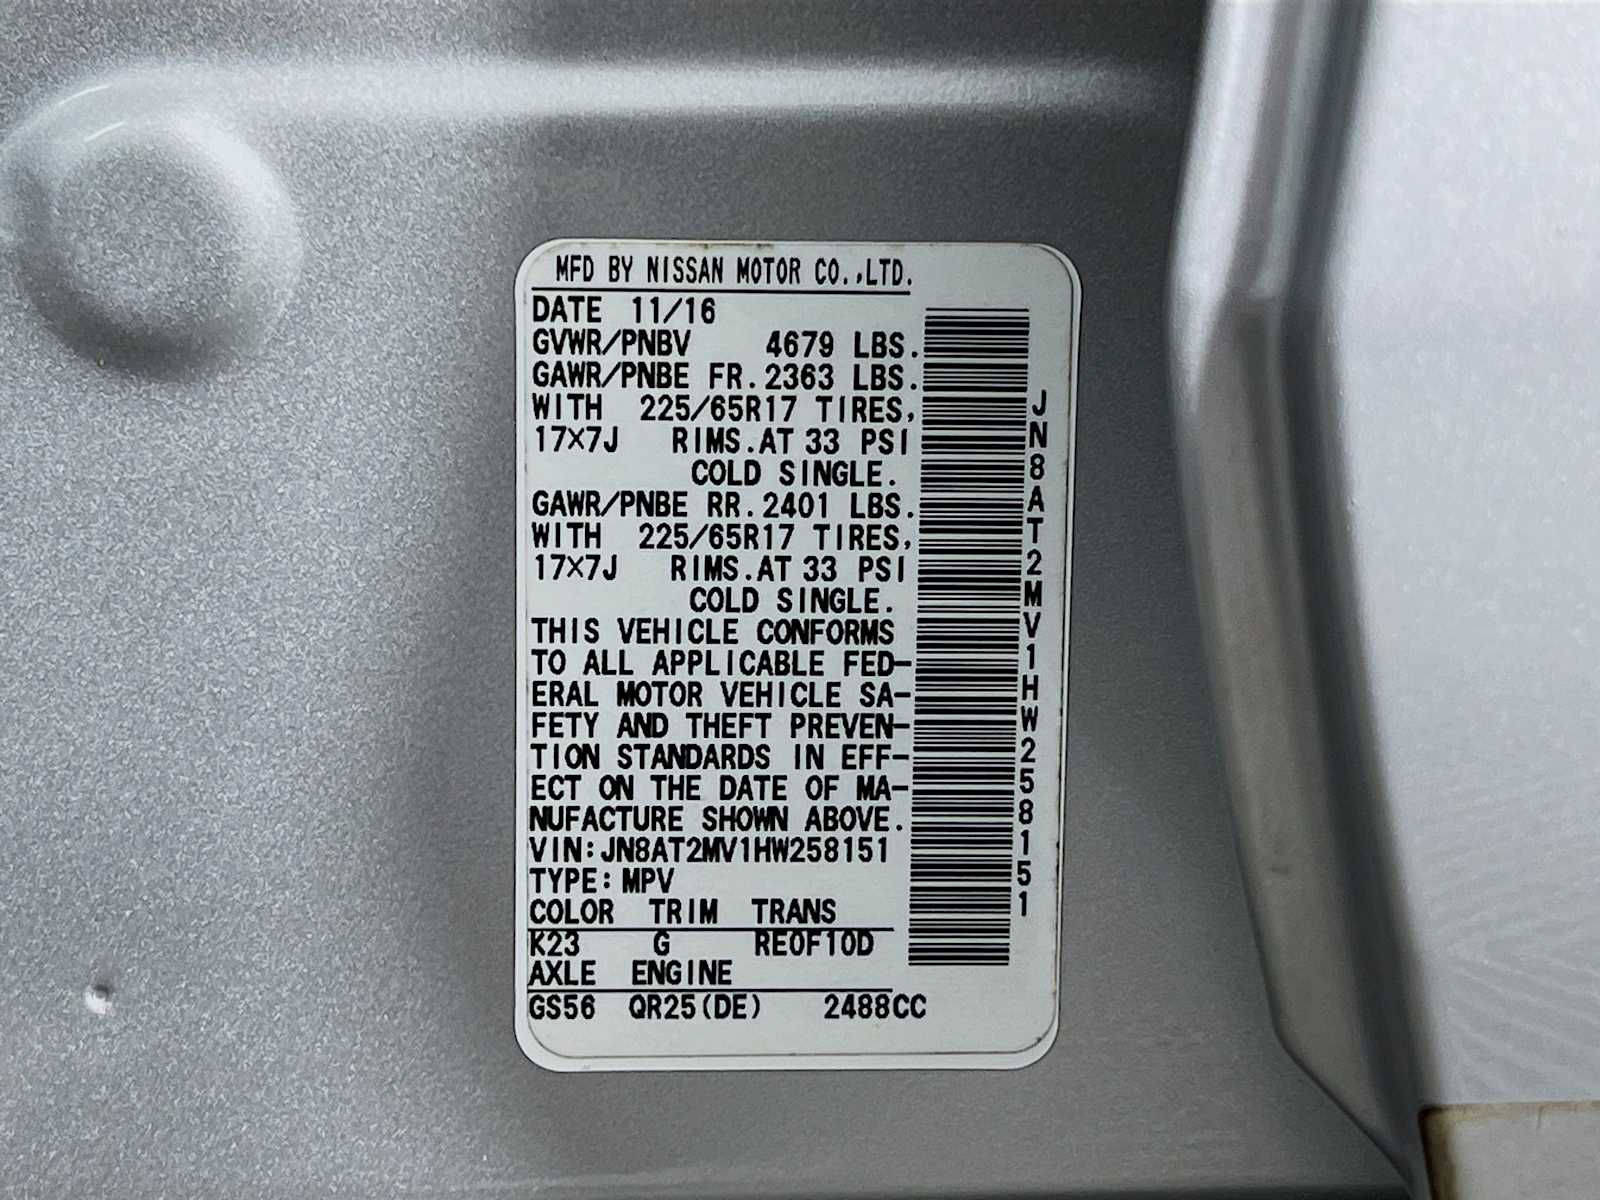 MFD BY NISSAN MOTOR CO.,LTD.
DATE 11/16
GVWR/PNBV 4679 LBS.
GAWR/PNBE FR.2363 LBS.
WITH 225/65R17 TIRES,
17×7J RIMS.AT 33 PSI
COLD SINGLE.
GAWR/PNBE RR.2401 LBS.
WITH 225/65R17 TIRES,
17×7J RIMS.AT 33 PSI
COLD SINGLE.
THIS VEHICLE CONFORMS
TO ALL APPLICABLE FED-
ERAL MOTOR VEHICLE SA-
FETY AND THEFT PREVEN-
TION STANDARDS IN EFF-
ECT ON THE DATE OF MA-
NUFACTURE SHOWN ABOVE.
VIN:JN8AT2MV1HW258151
TYPE:MPV
COLOR TRIM TRANS
K23 G RE0F10D
AXLE ENGINE
GS56 QR25(DE) 2488CC
JN8AT2MV1HW258151